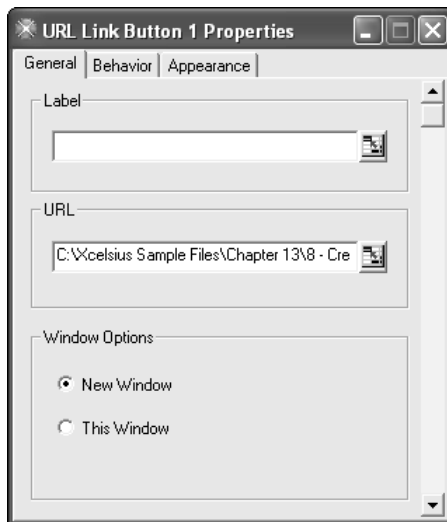 URL Link Button 1 Properties
General Behavior Appearance
Label
URL
C:\Xcelsius Sample Files\Chapter 13\8 - Cre
Window Options
New Window
This Window